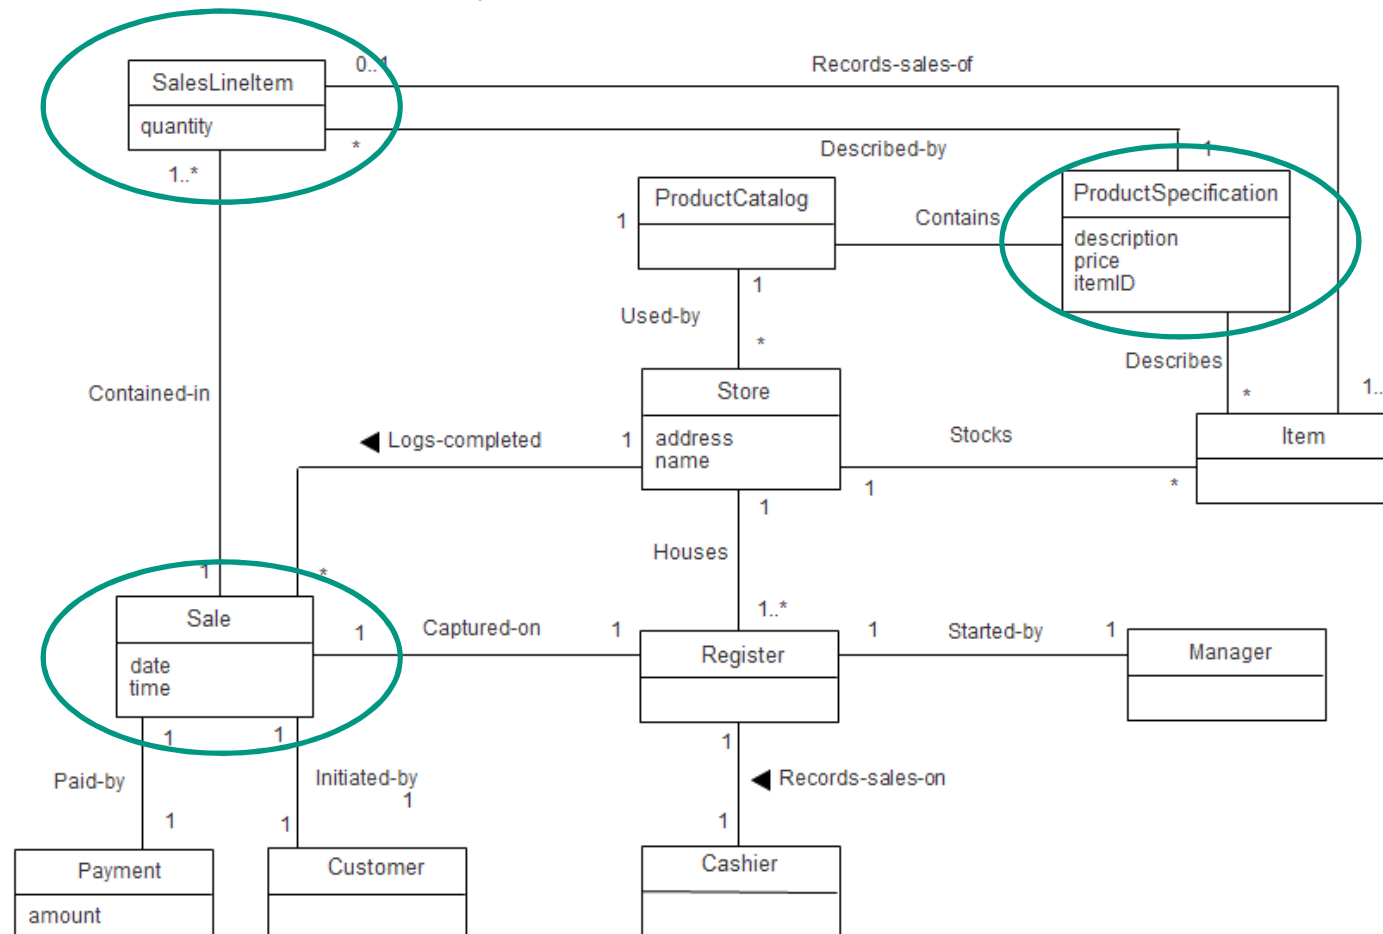 0..1
Records-sales-of
SalesLineItem
quantity
*
1..*
Described-by
1
ProductCatalog
1
Contains
ProductSpecification
description
price
itemID
1
Used-by
*
Describes
*
1..
Contained-in
Store
address
name
1
Logs-completed
Stocks
1
*
Item
1
Houses
1..*
1
*
Sale
date
time
1
Captured-on
1
Register
1
Started-by
1
Manager
1
1
1
Paid-by
Initiated-by
1
Records-sales-on
1
1
1
Payment
amount
Customer
Cashier